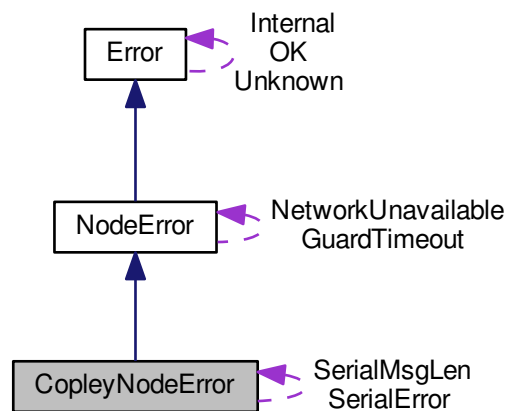 Error
Internal
OK
Unknown
NodeError
NetworkUnavailable
GuardTimeout
CopleyNodeError
SerialMsgLen
SerialError